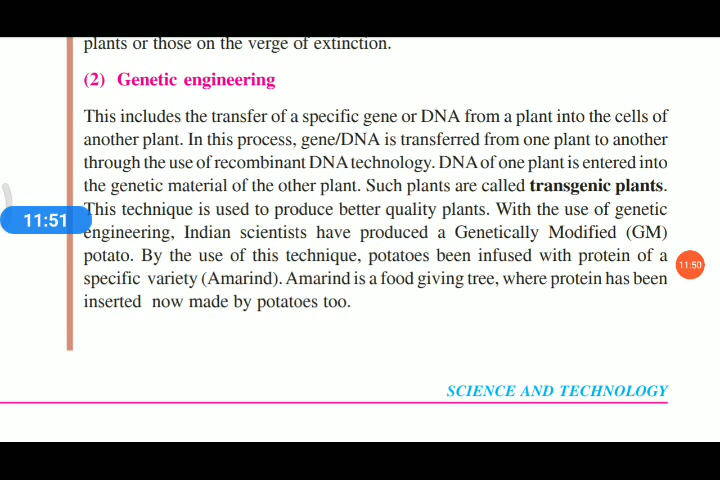 plants or those on the verge of extinction.
(2) Genetic engineering
This includes the transfer of a specific gene or DNA from a plant into the cells of
another plant. In this process, gene/DNA is transferred from one plant to another
through the use of recombinant DNA technology. DNA of one plant is entered into
the genetic material of the other plant. Such plants are called transgenic plants.
This technique is used to produce better quality plants. With the use of genetic
engineering, Indian scientists have produced a Genetically Modified (GM)
potato. By the use of this technique, potatoes been infused with protein of a
specific variety (Amarind). Amarind is a food giving tree, where protein has been
inserted now made by potatoes too.
11:51
11:50
SCIENCE AND TECHNOLOGY